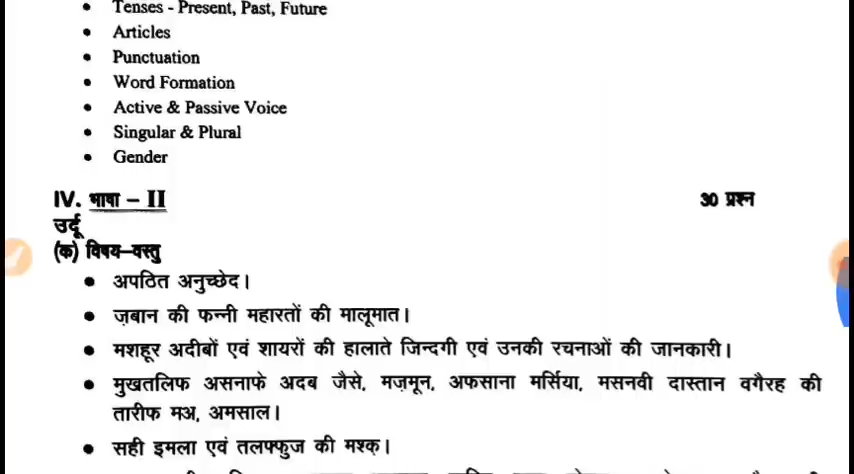 • Tenses - Present, Past, Future
• Articles
• Punctuation
• Word Formation
• Active & Passive Voice
• Singular & Plural
• Gender
IV. भाषा – II 30 प्रश्न
उर्दू
(क) विषय–वस्तु
• अपठित अनुच्छेद।
• ज़बान की फन्नी महारतों की मालूमात।
• मशहूर अदीबों एवं शायरों की हालाते जिन्दगी एवं उनकी रचनाओं की जानकारी।
• मुखतलिफ असनाफे अदब जैसे, मज़मून, अफसाना मर्सिया, मसनवी दास्तान वगैरह की
तारीफ मअ, अमसाल।
• सही इमला एवं तलफ्फुज की मश्क़।